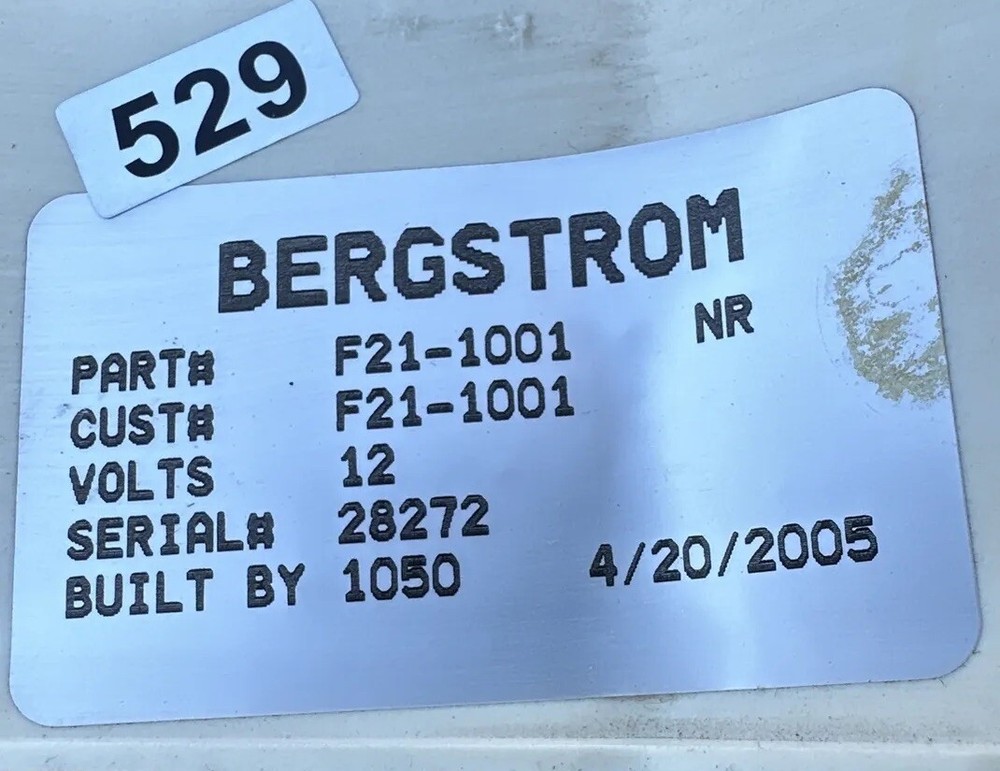 529
BERGSTROM
NR
PART# F21-1001
CUST# F21-1001
VOLTS 12
SERIAL# 28272
BUILT BY 1050 4/20/2005